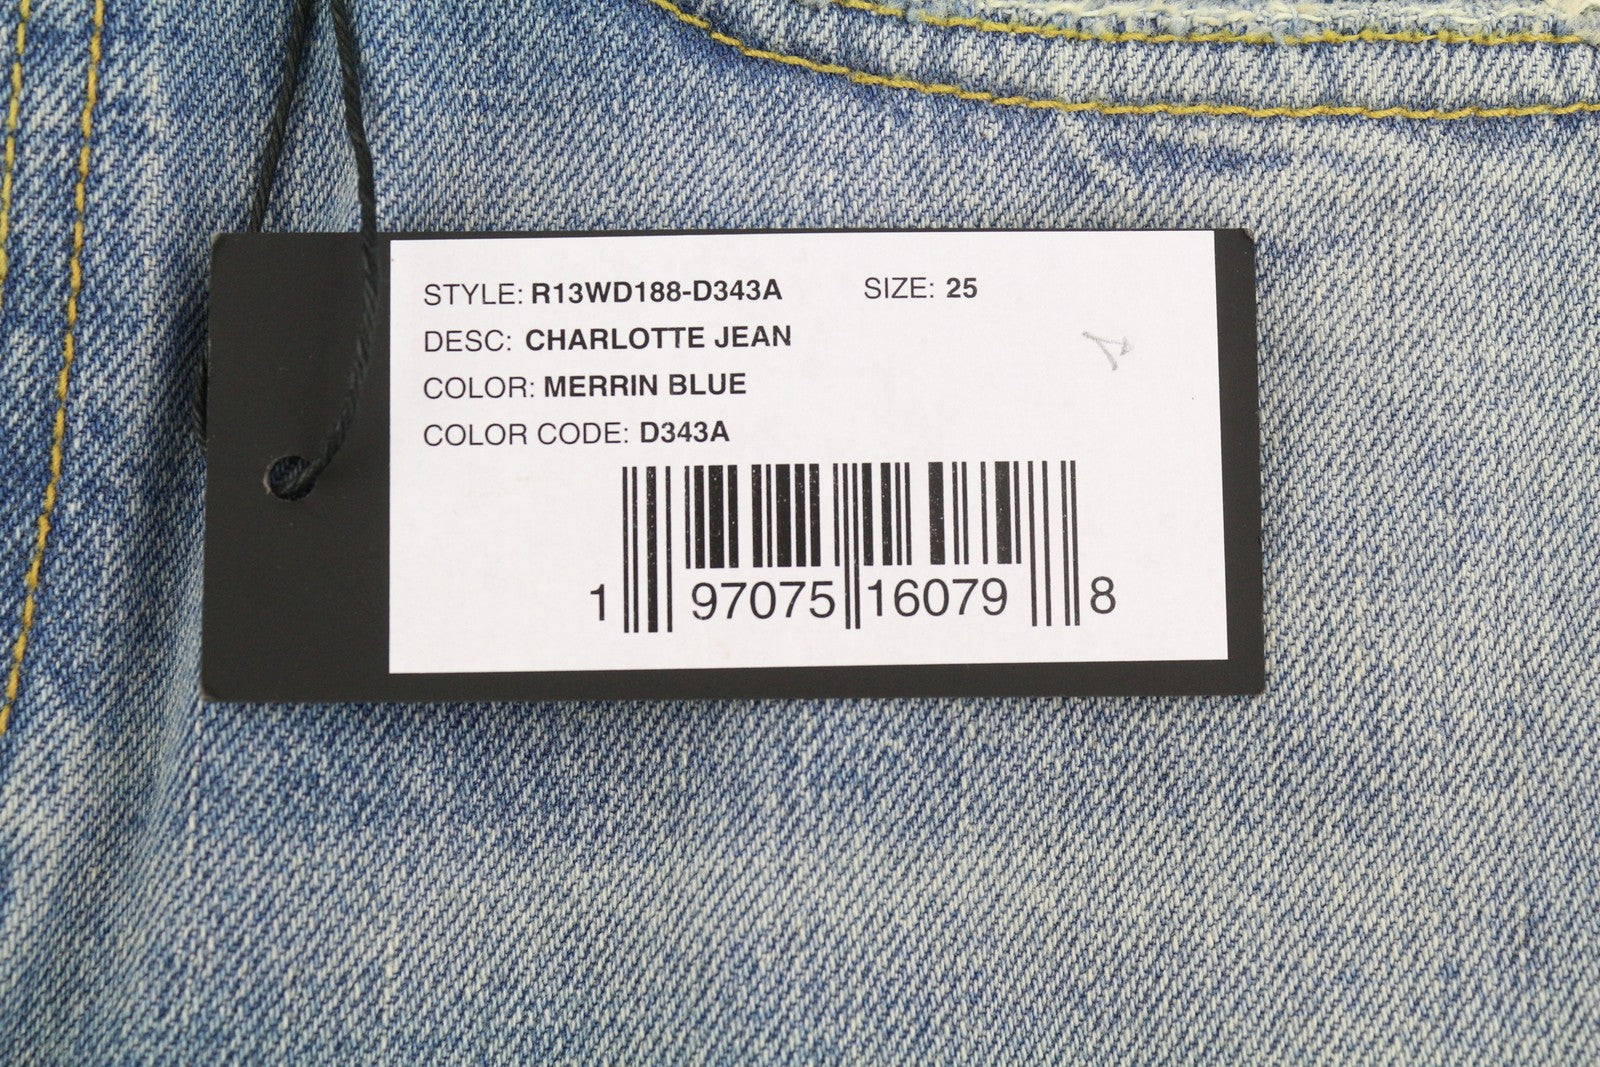 STYLE: R13WD188-D343A SIZE: 25
DESC: CHARLOTTE JEAN
COLOR: MERRIN BLUE
COLOR CODE: D343A
1 97075 16079 8